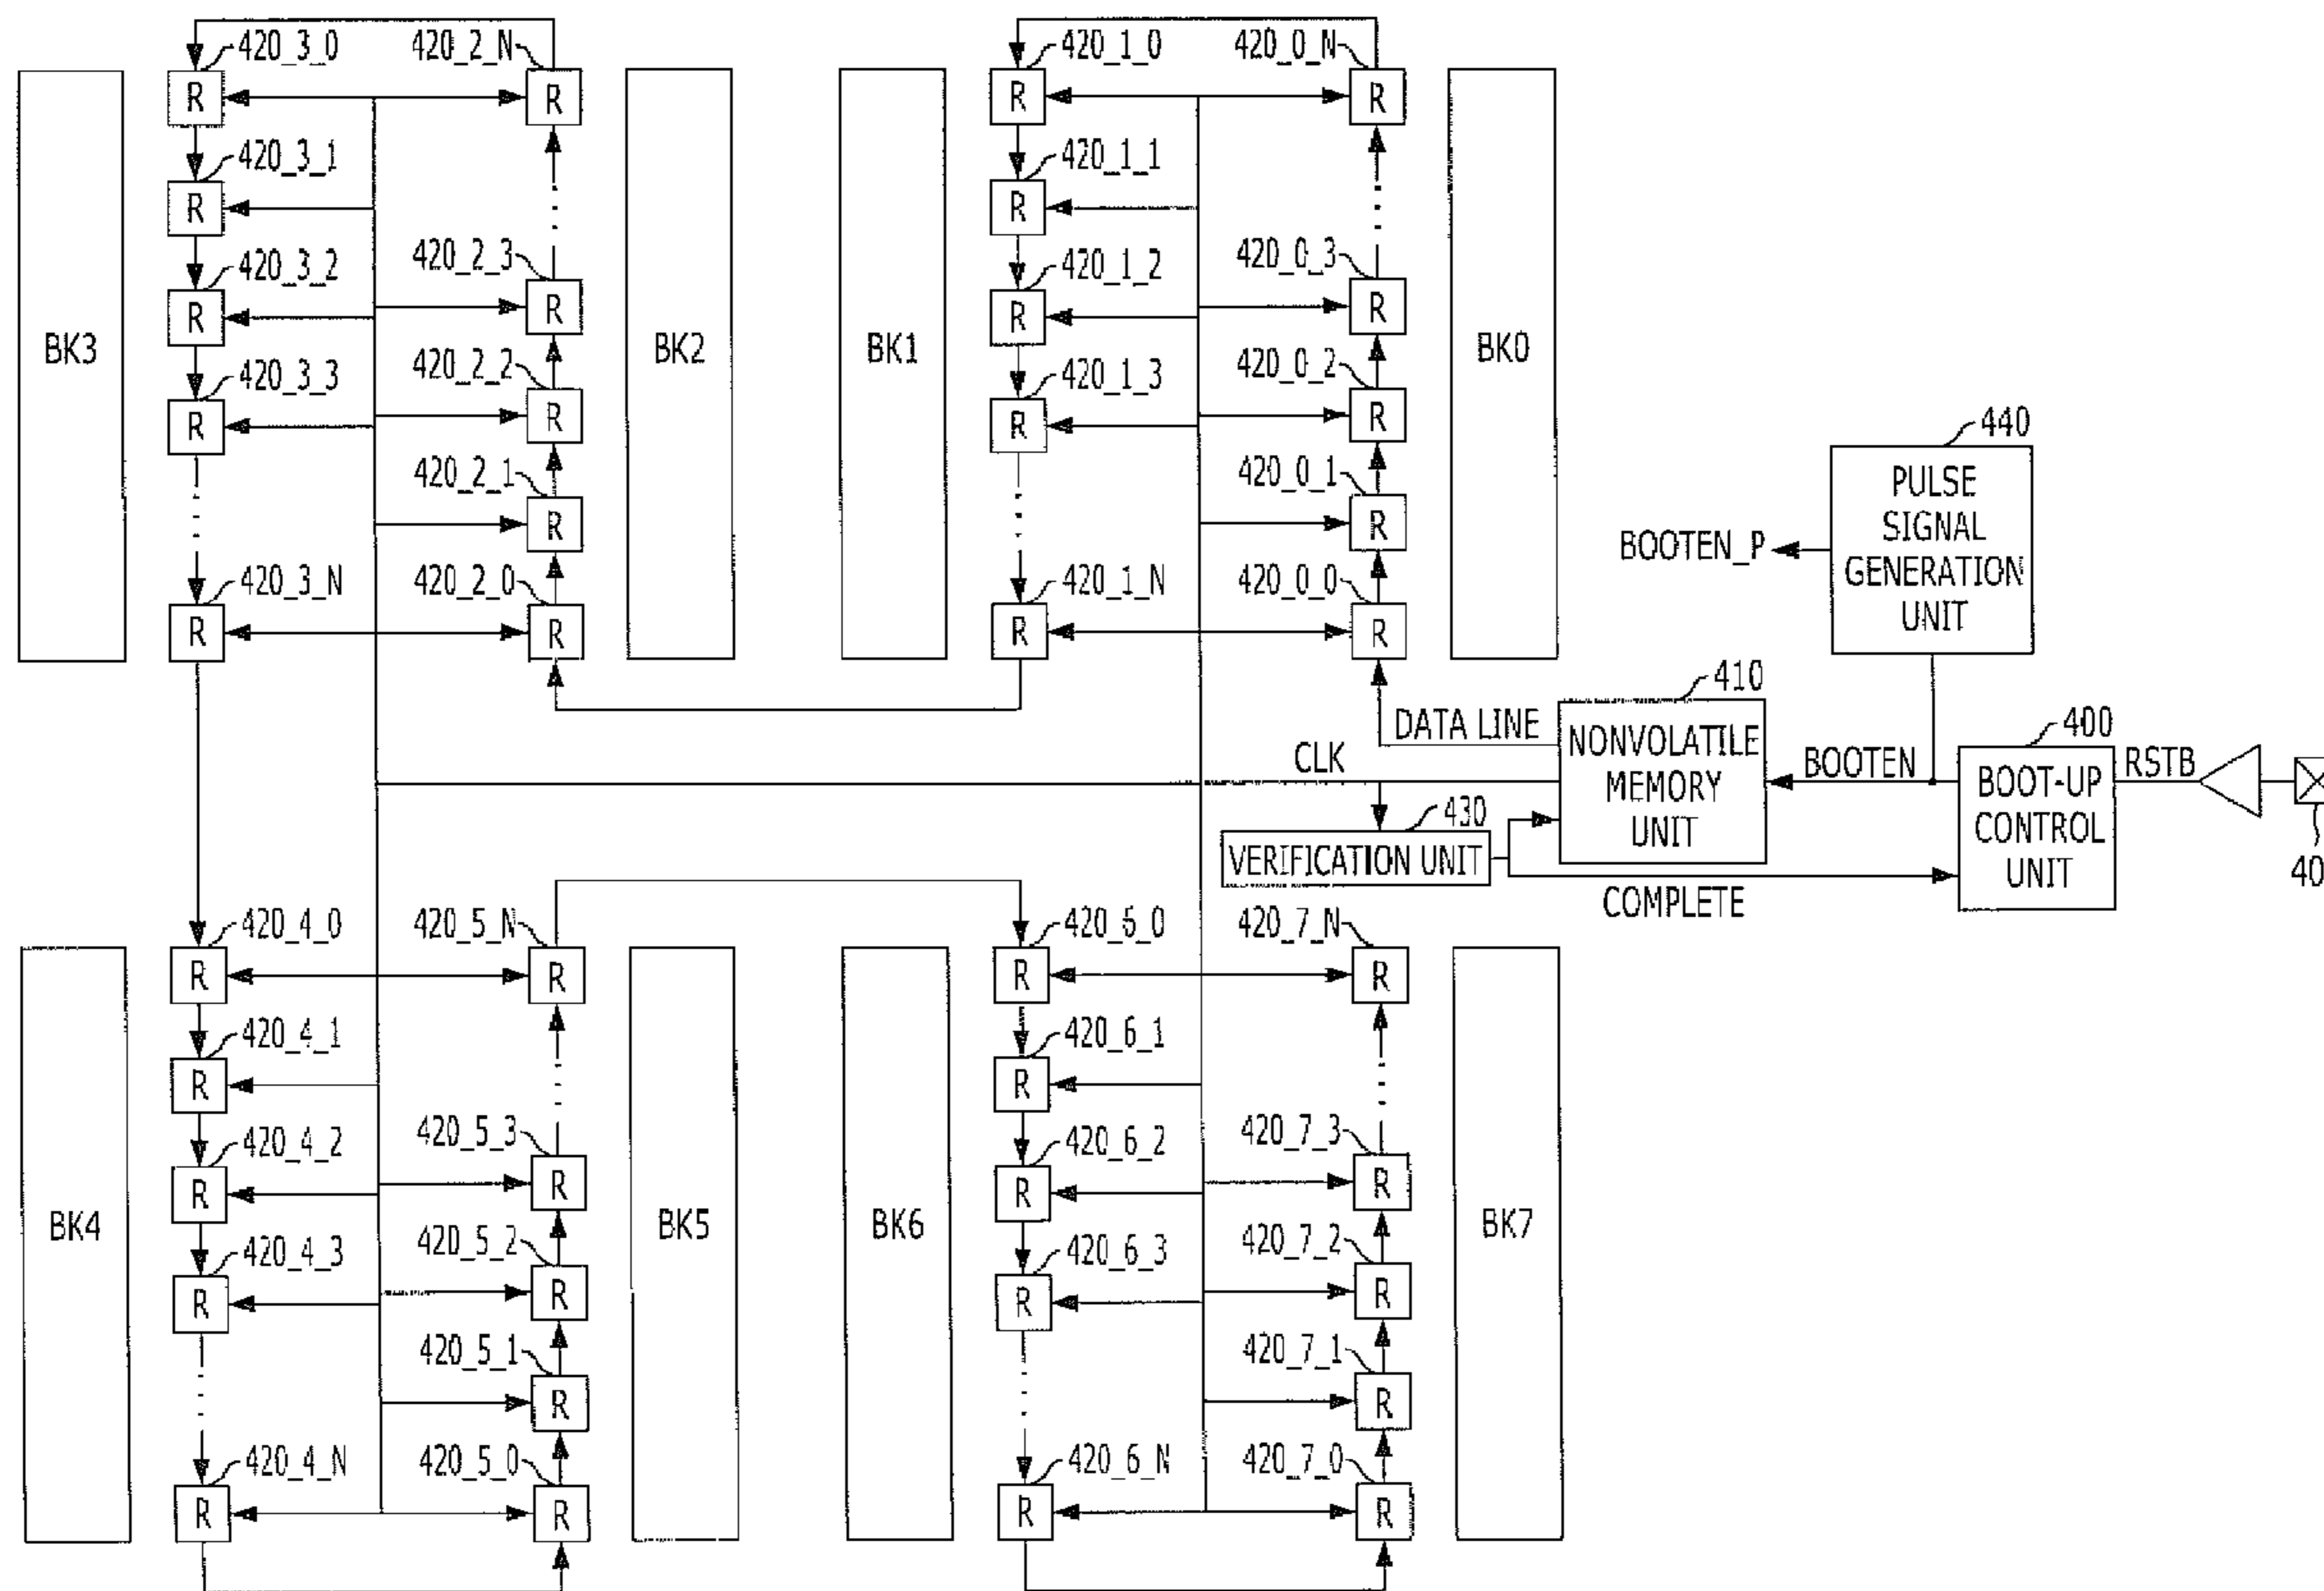 420_3_0
420_2_N
420_1_0
420_0_N
R
R
R
R
420_3_1
420_1_1
R
R
420_3_2
420_2_3
420_1_2
420_0_3
R
R
R
R
BK3
BK2
BK1
BK0
420_3_3
420_2_2
420_1_3
420_0_2
R
R
R
R
420_2_1
420_0_1
R
R
420_3_N
420_2_0
420_1_N
420_0_0
R
R
R
R
440
PULSE
SIGNAL
GENERATION
UNIT
BOOTEN_P
410
DATA LINE
NONVOLATILE
MEMORY
UNIT
CLK
BOOTEN
400
BOOT-UP
CONTROL
UNIT
RSTB
40
430
VERIFICATION UNIT
COMPLETE
420_4_0
420_5_N
420_6_0
420_7_N
R
R
R
R
420_4_1
420_6_1
R
R
420_4_2
420_5_3
420_6_2
420_7_3
R
R
R
R
BK4
BK5
BK6
BK7
420_4_3
420_5_2
420_6_3
420_7_2
R
R
R
R
420_5_1
420_7_1
R
R
420_4_N
420_5_0
420_6_N
420_7_0
R
R
R
R